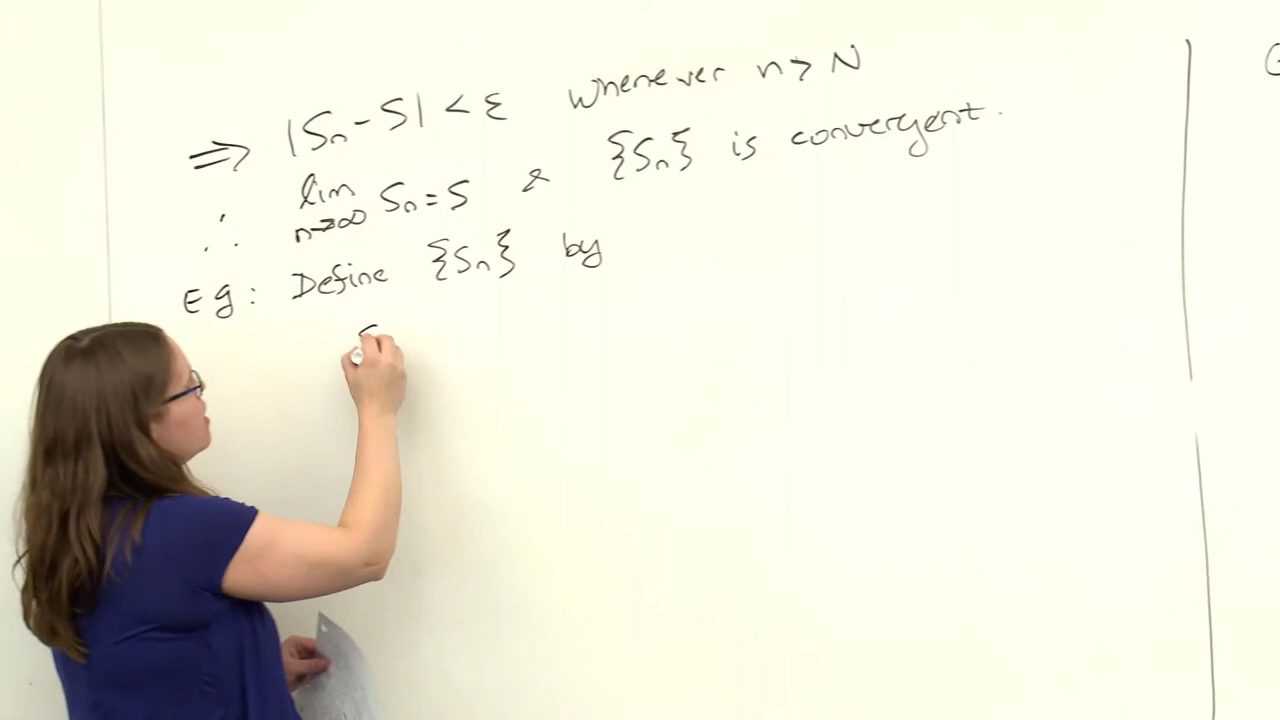 ⇒ |Sₙ - S| < ε whenever n > N
∴ lim n→∞ Sₙ = S & {Sₙ} is convergent.
Eg: Define {Sₙ} by
S